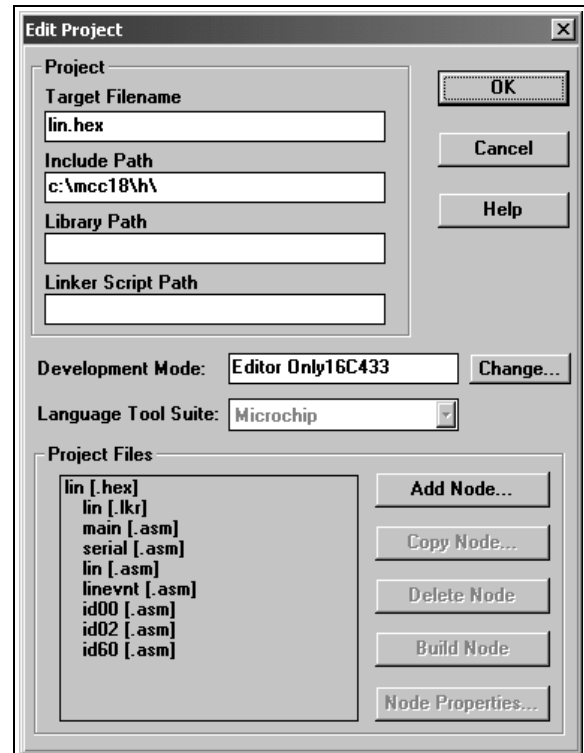 Edit Project
Project
Target Filename
lin.hex
Include Path
c:\mcc18\h\
Library Path
Linker Script Path
OK
Cancel
Help
Development Mode: Editor Only16C433 Change...
Language Tool Suite: Microchip
Project Files
lin [.hex]
lin [.lkr]
main [.asm]
serial [.asm]
lin [.asm]
linevnt [.asm]
id00 [.asm]
id02 [.asm]
id60 [.asm]
Add Node...
Copy Node...
Delete Node
Build Node
Node Properties...